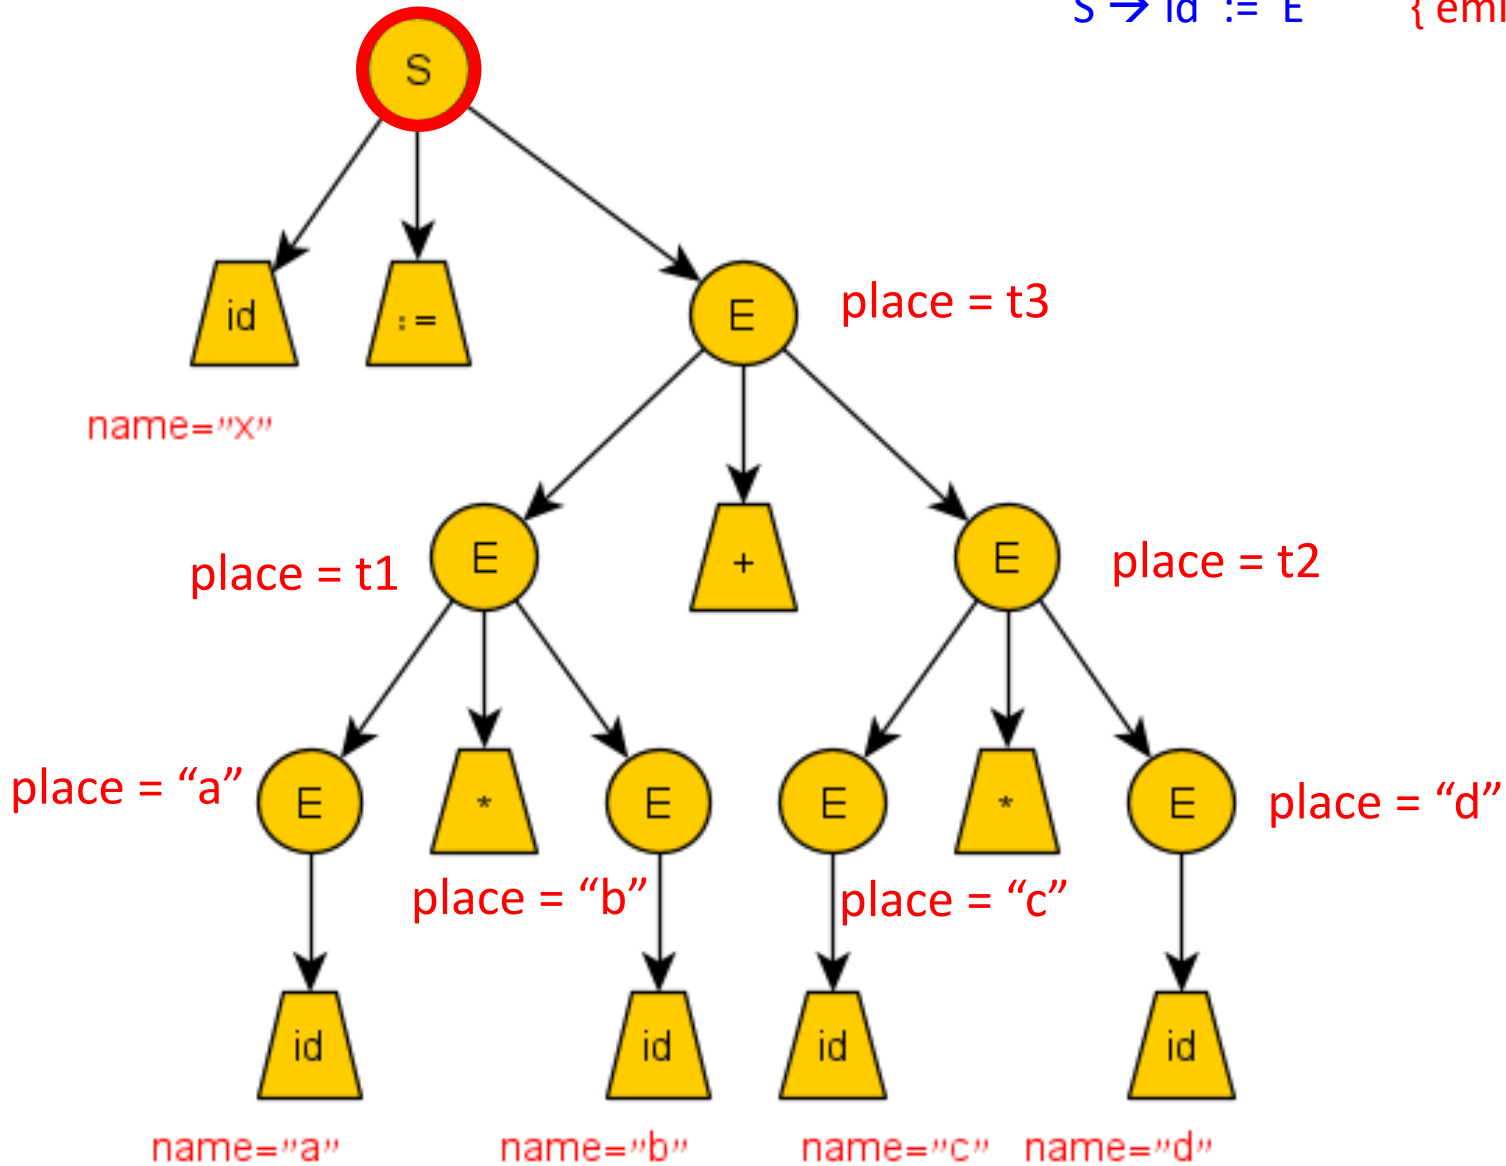 S → id := E { emi
S
id
:=
E
place = t3
name="x"
E
+
E
place = t1
place = t2
place = “a”
E
*
E
E
*
E
place = “d”
place = “b”
place = “c”
id
id
id
id
name="a"
name="b"
name="c"
name="d"